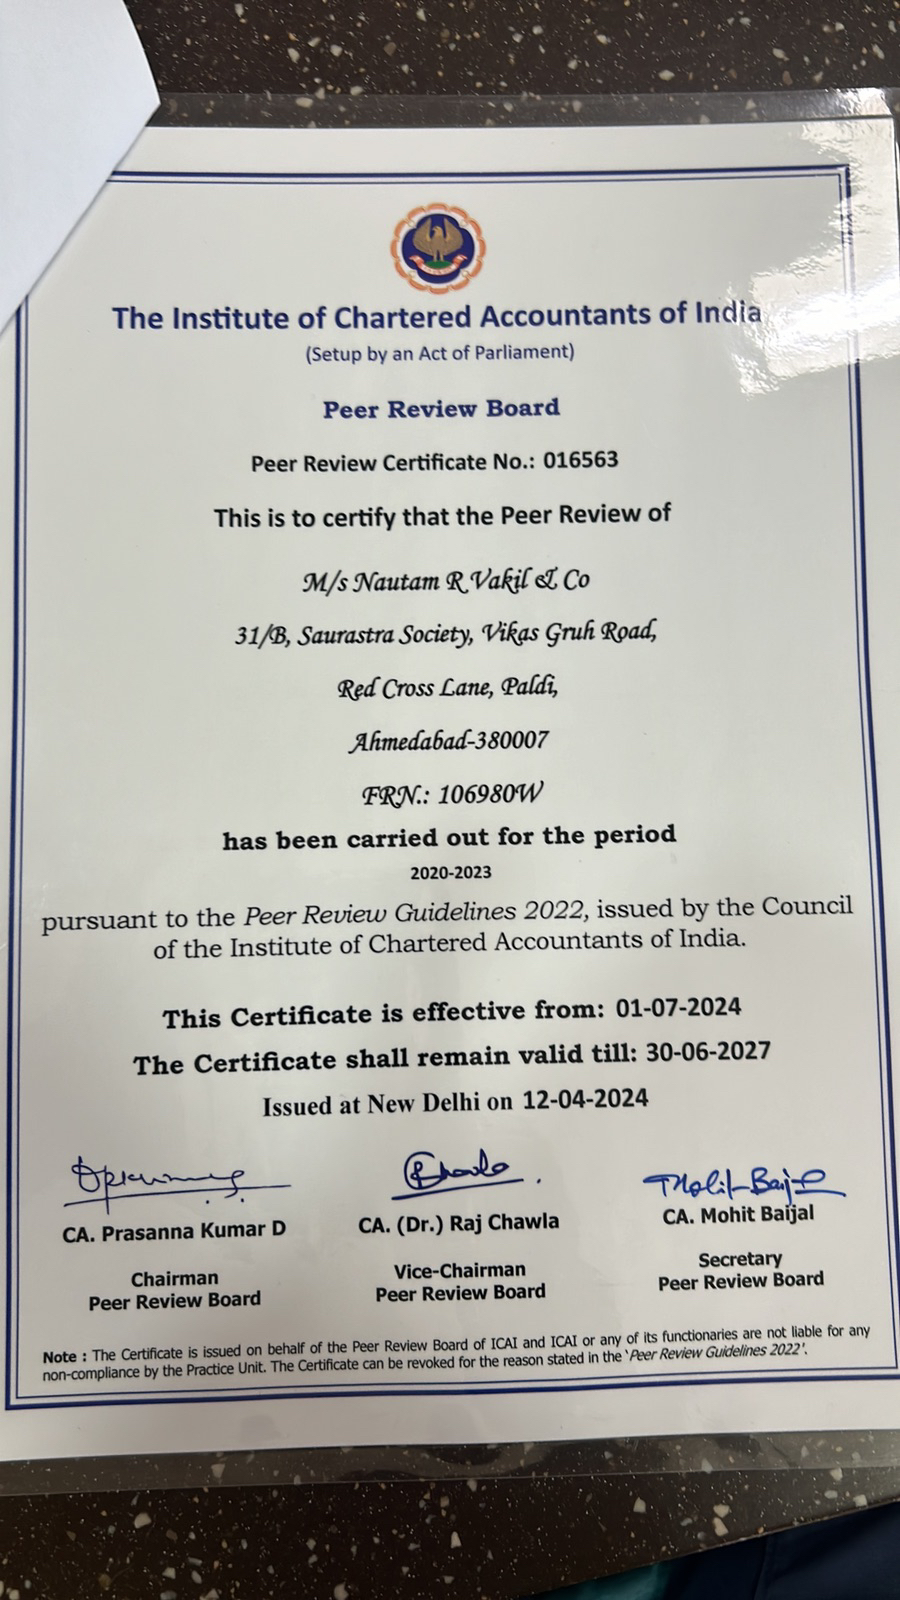 The Institute of Chartered Accountants of India
(Setup by an Act of Parliament)
Peer Review Board
Peer Review Certificate No.: 016563
This is to certify that the Peer Review of
M/s Nautam R Vakil & Co
31/B, Saurastra Society, Vikas Gruh Road,
Red Cross Lane, Paldi,
Ahmedabad-380007
FRN.: 106980W
has been carried out for the period
2020-2023
pursuant to the Peer Review Guidelines 2022, issued by the Council
of the Institute of Chartered Accountants of India.
This Certificate is effective from: 01-07-2024
The Certificate shall remain valid till: 30-06-2027
Issued at New Delhi on 12-04-2024
CA. Prasanna Kumar D
CA. (Dr.) Raj Chawla
CA. Mohit Baijal
Chairman
Peer Review Board
Vice-Chairman
Peer Review Board
Secretary
Peer Review Board
Note : The Certificate is issued on behalf of the Peer Review Board of ICAI and ICAI or any of its functionaries are not liable for any
non-compliance by the Practice Unit. The Certificate can be revoked for the reason stated in the 'Peer Review Guidelines 2022'.